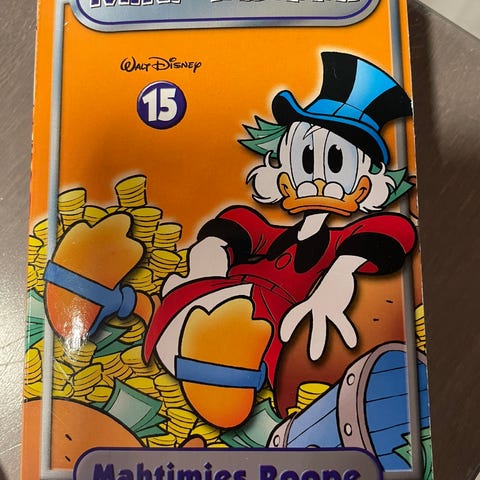 Walt Disney
15
Mahtimies Roope